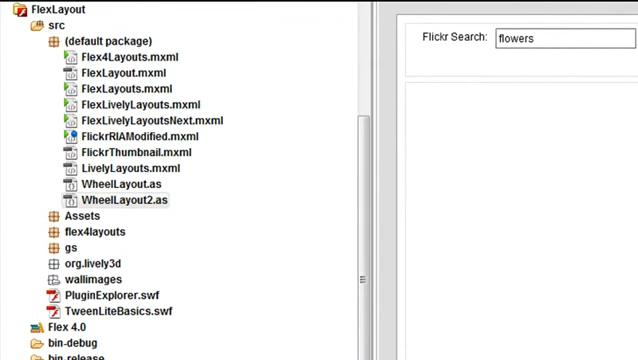 FlexLayout
src
(default package)
Flex4Layouts.mxml
FlexLayout.mxml
FlexLayouts.mxml
FlexLivelyLayouts.mxml
FlexLivelyLayoutsNext.mxml
FlickrRIAModified.mxml
FlickrThumbnail.mxml
LivelyLayouts.mxml
WheelLayout.as
WheelLayout2.as
Assets
flex4layouts
gs
org.lively3d
wallimages
PluginExplorer.swf
TweenLiteBasics.swf
Flex 4.0
bin-debug
bin-release
Flickr Search: flowers